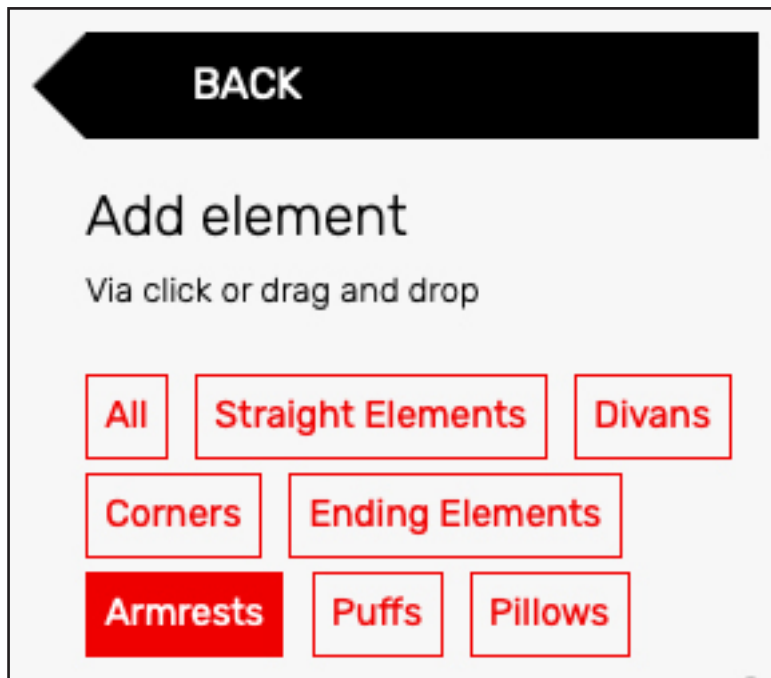 BACK
Add element
Via click or drag and drop
All Straight Elements Divans
Corners Ending Elements
Armrests Puffs Pillows